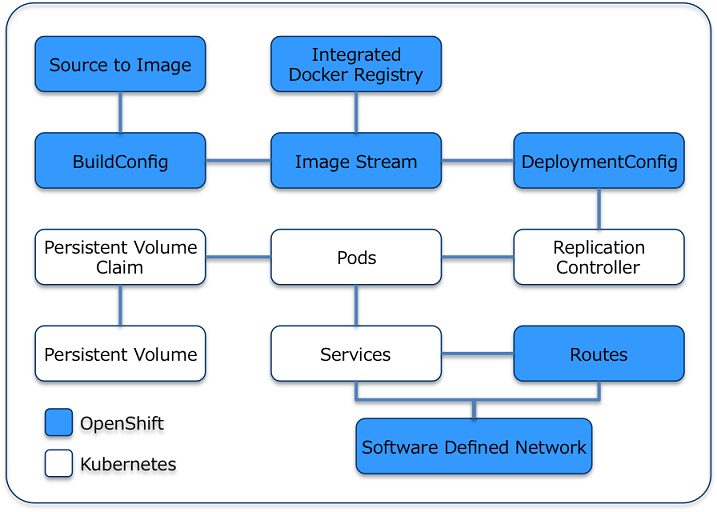 Source to Image
Integrated
Docker Registry
BuildConfig
Image Stream
DeploymentConfig
Persistent Volume
Claim
Pods
Replication
Controller
Persistent Volume
Services
Routes
OpenShift
Software Defined Network
Kubernetes